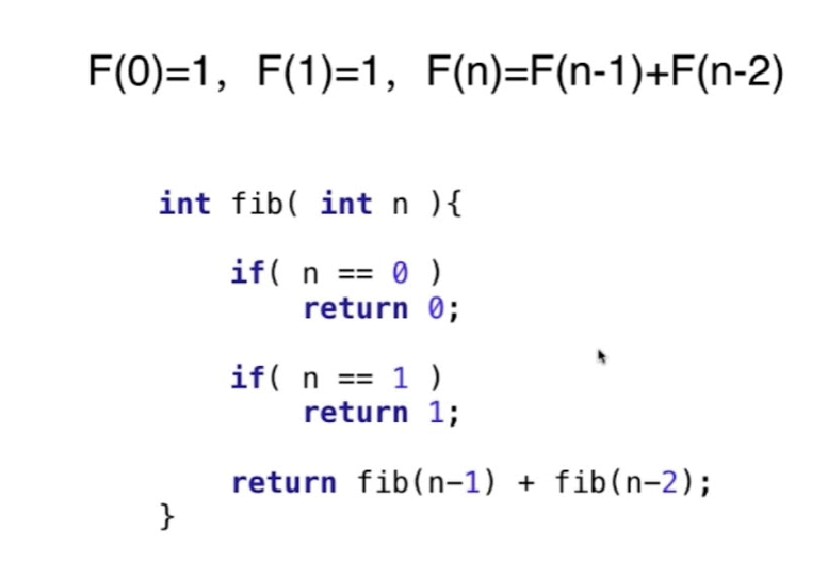 F(0)=1, F(1)=1, F(n)=F(n-1)+F(n-2)
int fib( int n ){
if( n == 0 )
return 0;
if( n == 1 )
return 1;
return fib(n-1) + fib(n-2);
}